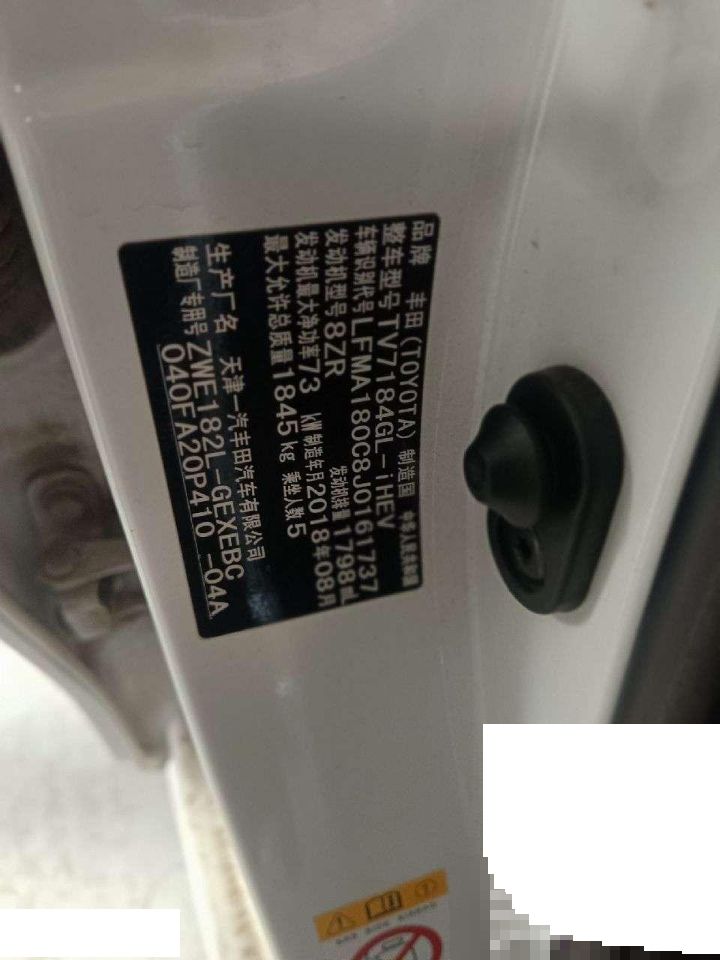 品牌 丰田(TOYOTA) 制造国 中华人民共和国
整车型号 TV7184GL-iHEV
车辆识别代号 LFMA180C8J0161737
发动机型号 8ZR 发动机排量 1798 mL
发动机最大净功率 73 kW 制造年月 2018年08月
最大允许总质量 1845 kg 乘坐人数 5
生产厂名 天津一汽丰田汽车有限公司
制造厂专用号 ZWE182L-GEXEBC
040FA20P410 -04A